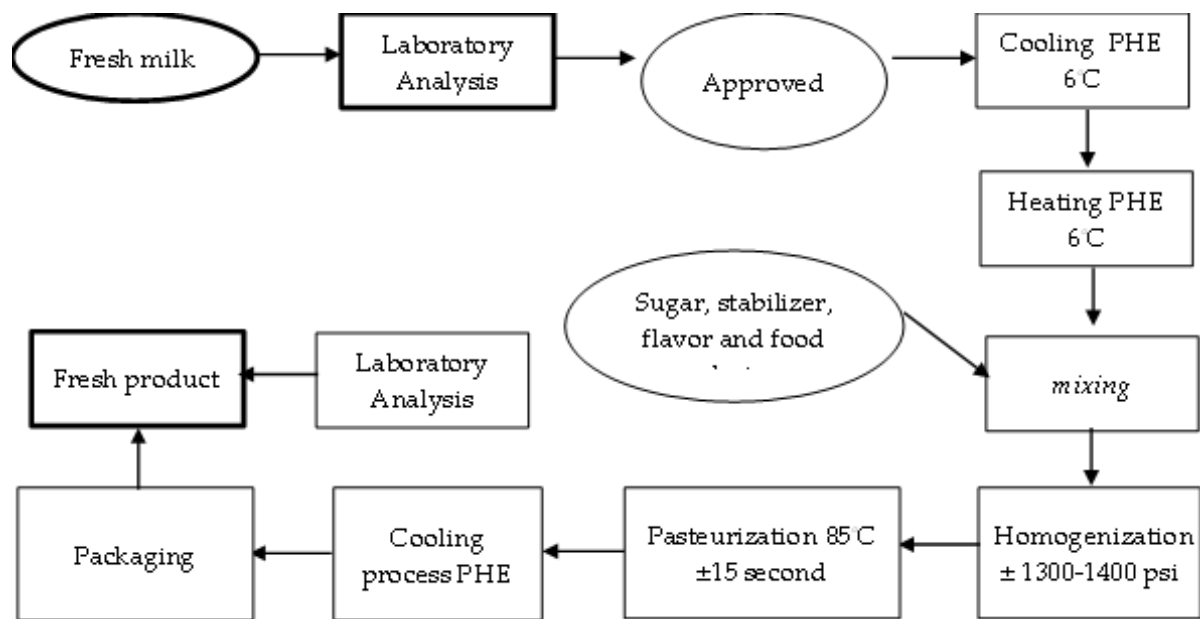 Fresh milk
Laboratory
Analysis
Approved
Cooling PHE
6°C
Heating PHE
6°C
Sugar, stabilizer,
flavor and food
mixing
Homogenization
± 1300-1400 psi
Pasteurization 85°C
±15 second
Cooling
process PHE
Packaging
Fresh product
Laboratory
Analysis